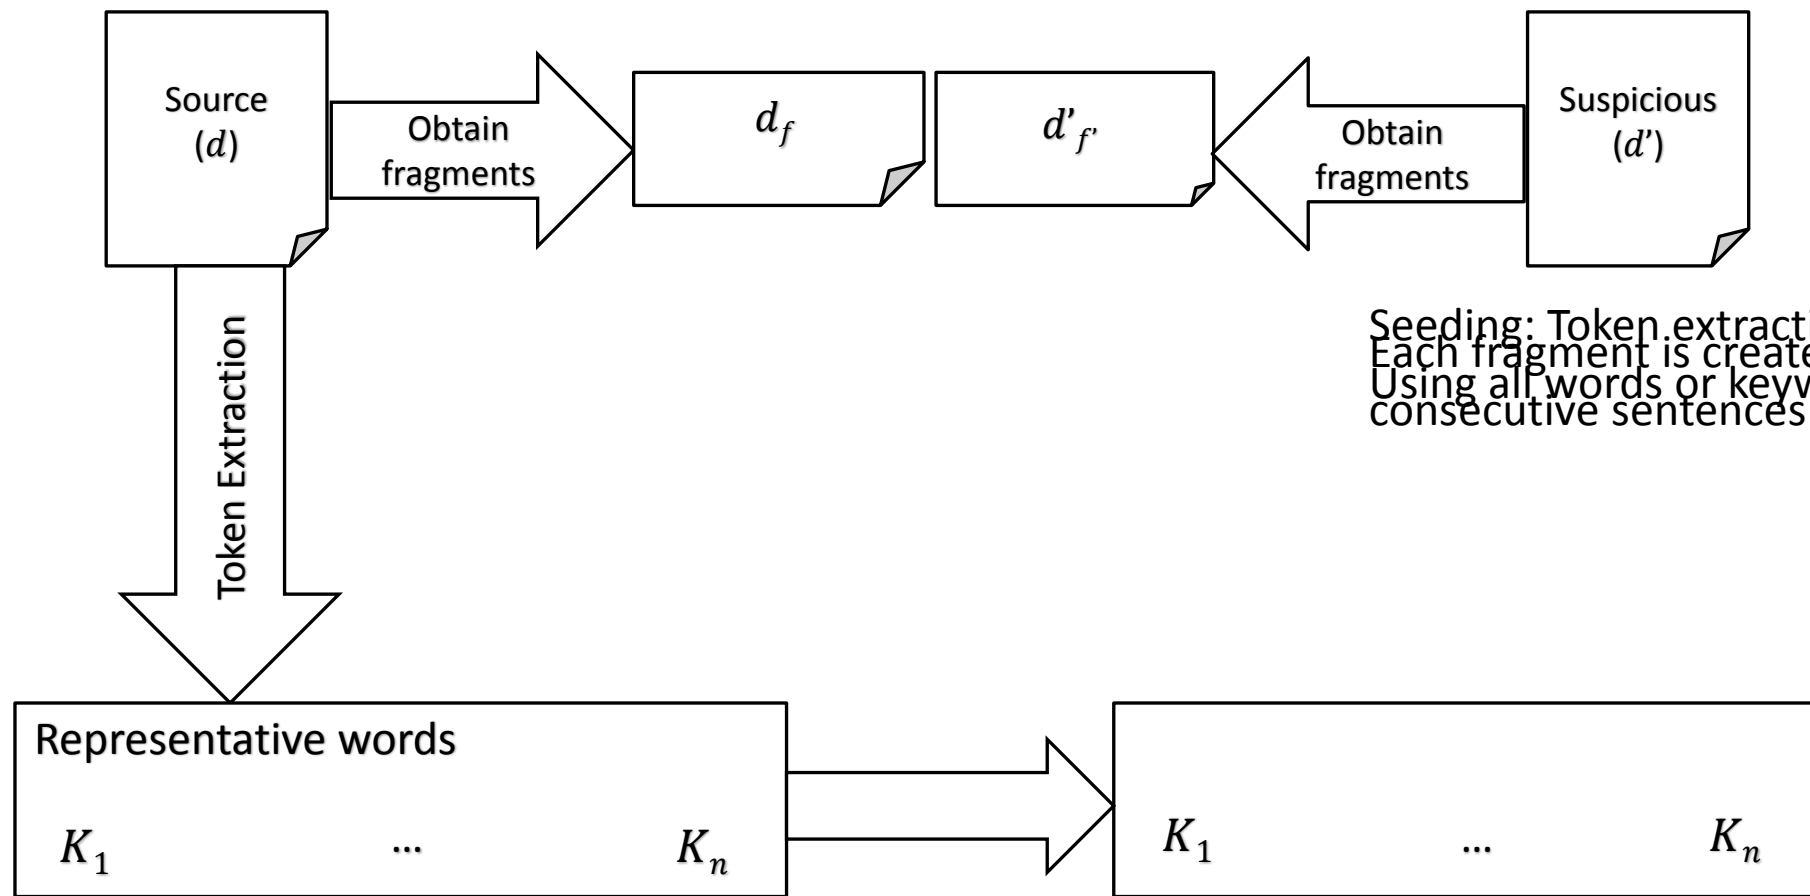 Source
(d)
Obtain
fragments
d_f
d'_f'
Obtain
fragments
Suspicious
(d')
Seeding: Token
Each fragment is
Using all words or
consecutive sentences
Token Extraction
Representative words
K_1 ... K_n
K_1 ... K_n